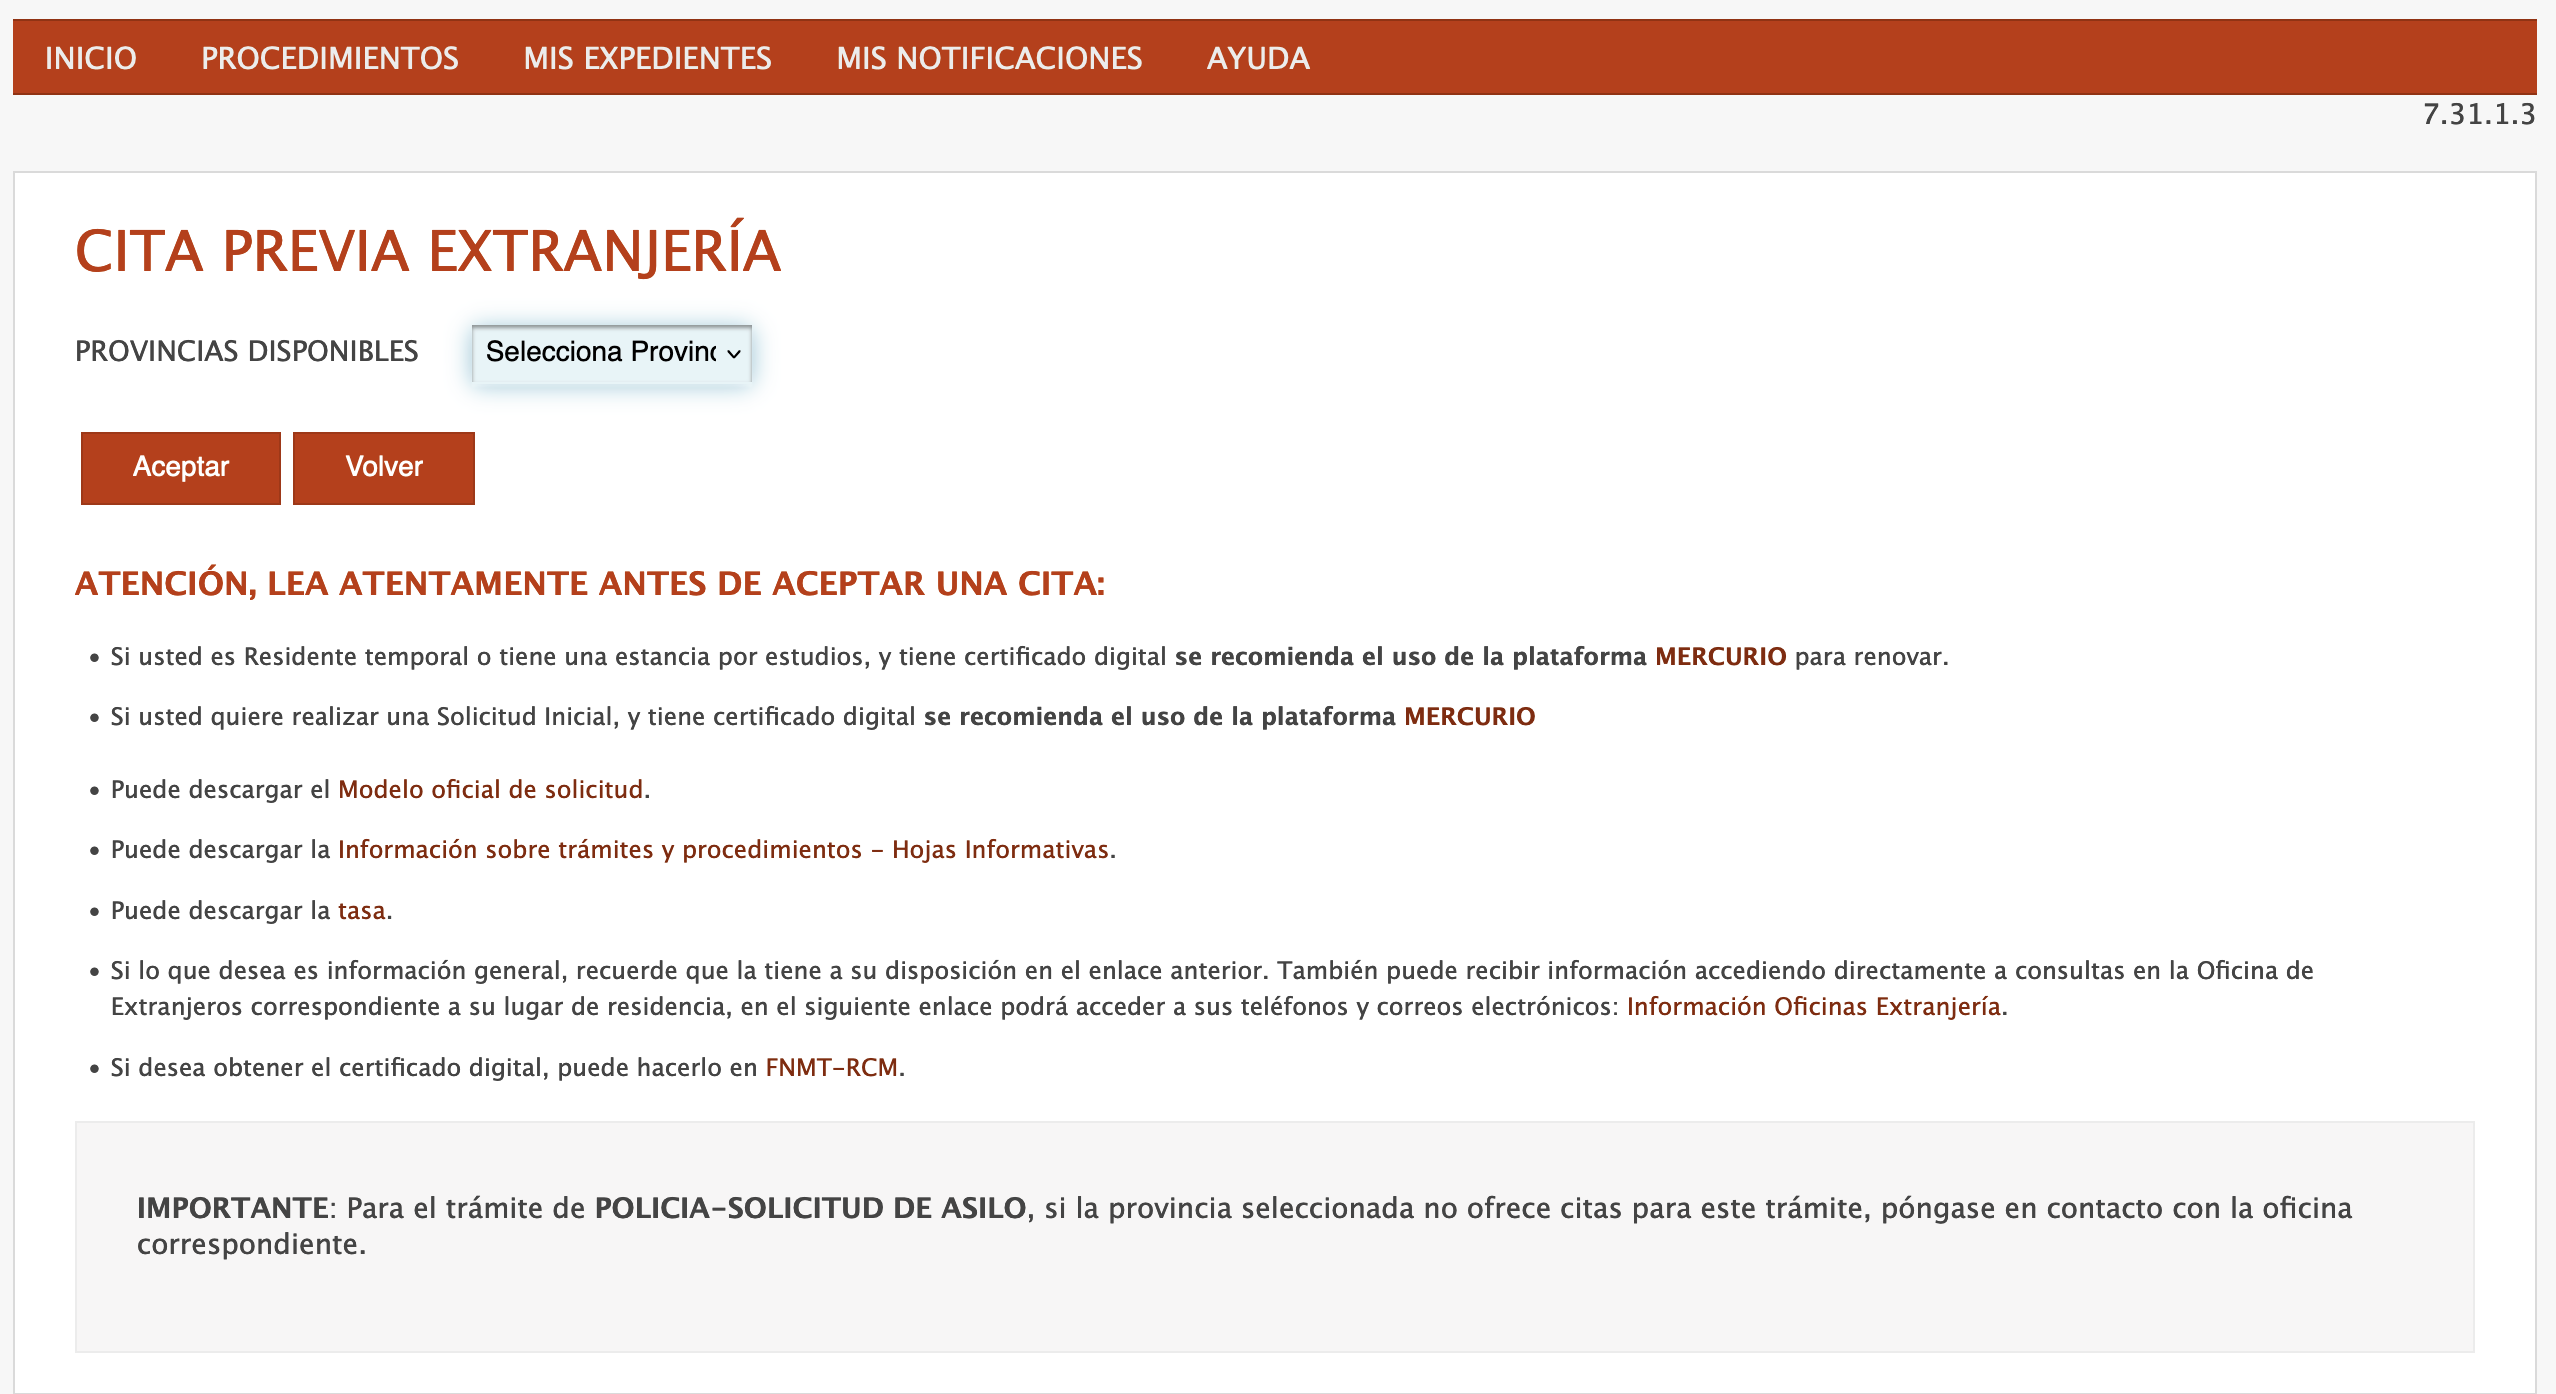 INICIO PROCEDIMIENTOS MIS EXPEDIENTES MIS NOTIFICACIONES AYUDA
7.31.1.3
CITA PREVIA EXTRANJERÍA
PROVINCIAS DISPONIBLES Selecciona Provinc
Aceptar Volver
ATENCIÓN, LEA ATENTAMENTE ANTES DE ACEPTAR UNA CITA:
• Si usted es Residente temporal o tiene una estancia por estudios, y tiene certificado digital se recomienda el uso de la plataforma MERCURIO para renovar.
• Si usted quiere realizar una Solicitud Inicial, y tiene certificado digital se recomienda el uso de la plataforma MERCURIO
• Puede descargar el Modelo oficial de solicitud.
• Puede descargar la Información sobre trámites y procedimientos - Hojas Informativas.
• Puede descargar la tasa.
• Si lo que desea es información general, recuerde que la tiene a su disposición en el enlace anterior. También puede recibir información accediendo directamente a consultas en la Oficina de
Extranjeros correspondiente a su lugar de residencia, en el siguiente enlace podrá acceder a sus teléfonos y correos electrónicos: Información Oficinas Extranjería.
• Si desea obtener el certificado digital, puede hacerlo en FNMT-RCM.
IMPORTANTE: Para el trámite de POLICIA-SOLICITUD DE ASILO, si la provincia seleccionada no ofrece citas para este trámite, póngase en contacto con la oficina
correspondiente.